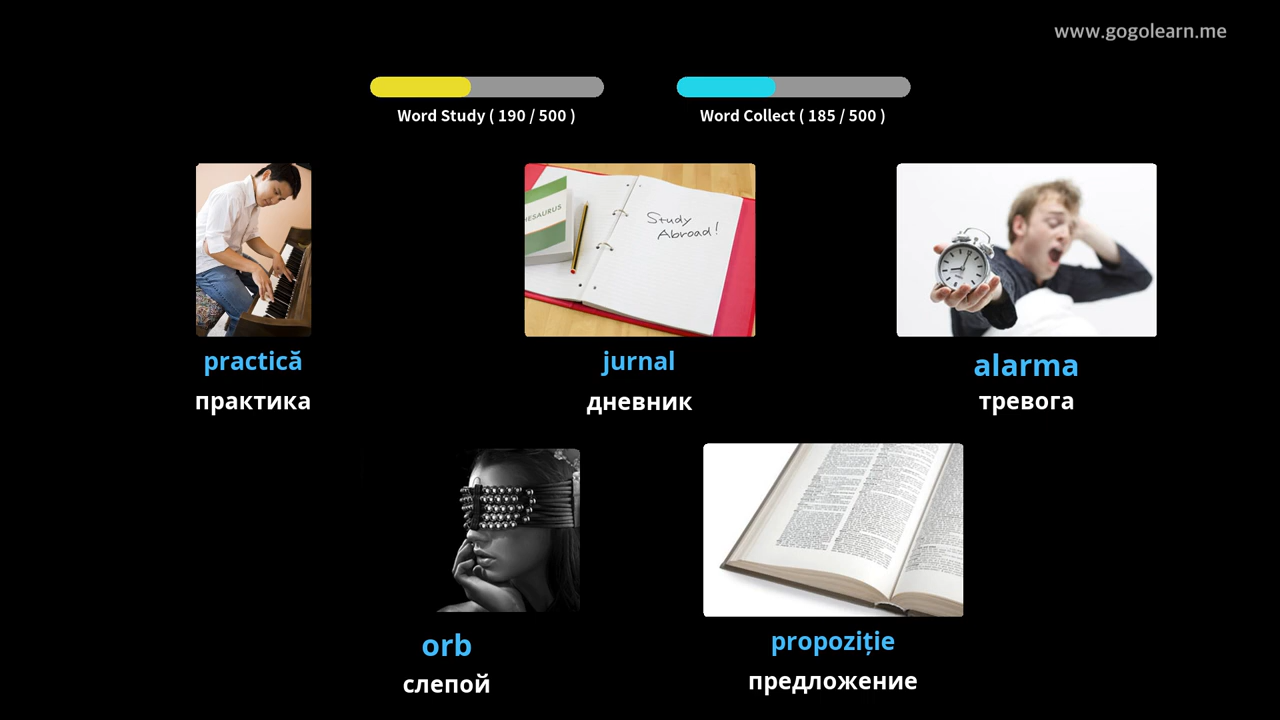 www.gogolearn.me
Word Study ( 190 / 500 )
Word Collect ( 185 / 500 )
HESAURUS
Study
Abroad!
practică
практика
jurnal
дневник
alarma
тревога
orb
слепой
propoziție
предложение